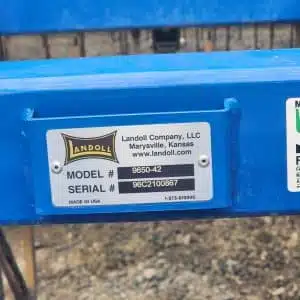 LANDOLL
Landoll Company, LLC
Marysville, Kansas
www.landoll.com
MODEL # 9650-42
SERIAL # 96C2100867
MADE IN USA